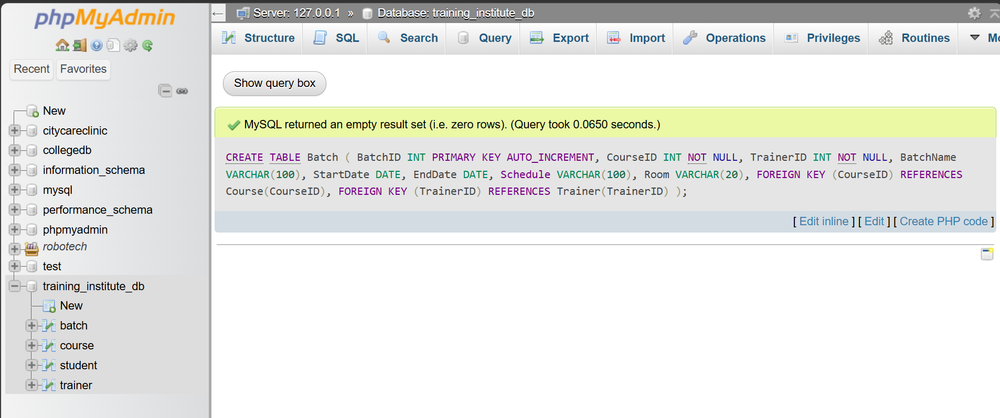 phpMyAdmin
Recent Favorites
New
citycareclinic
collegedb
information_schema
mysql
performance_schema
phpmyadmin
robotech
test
training_institute_db
New
batch
course
student
trainer
Server: 127.0.0.1 » Database: training_institute_db
Structure SQL Search Query Export Import Operations Privileges Routines
Show query box
MySQL returned an empty result set (i.e. zero rows). (Query took 0.0650 seconds.)
CREATE TABLE Batch ( BatchID INT PRIMARY KEY AUTO_INCREMENT, CourseID INT NOT NULL, TrainerID INT NOT NULL, BatchName
VARCHAR(100), StartDate DATE, EndDate DATE, Schedule VARCHAR(100), Room VARCHAR(20), FOREIGN KEY (CourseID) REFERENCES
Course(CourseID), FOREIGN KEY (TrainerID) REFERENCES Trainer(TrainerID) );
[ Edit inline ] [ Edit ] [ Create PHP code ]